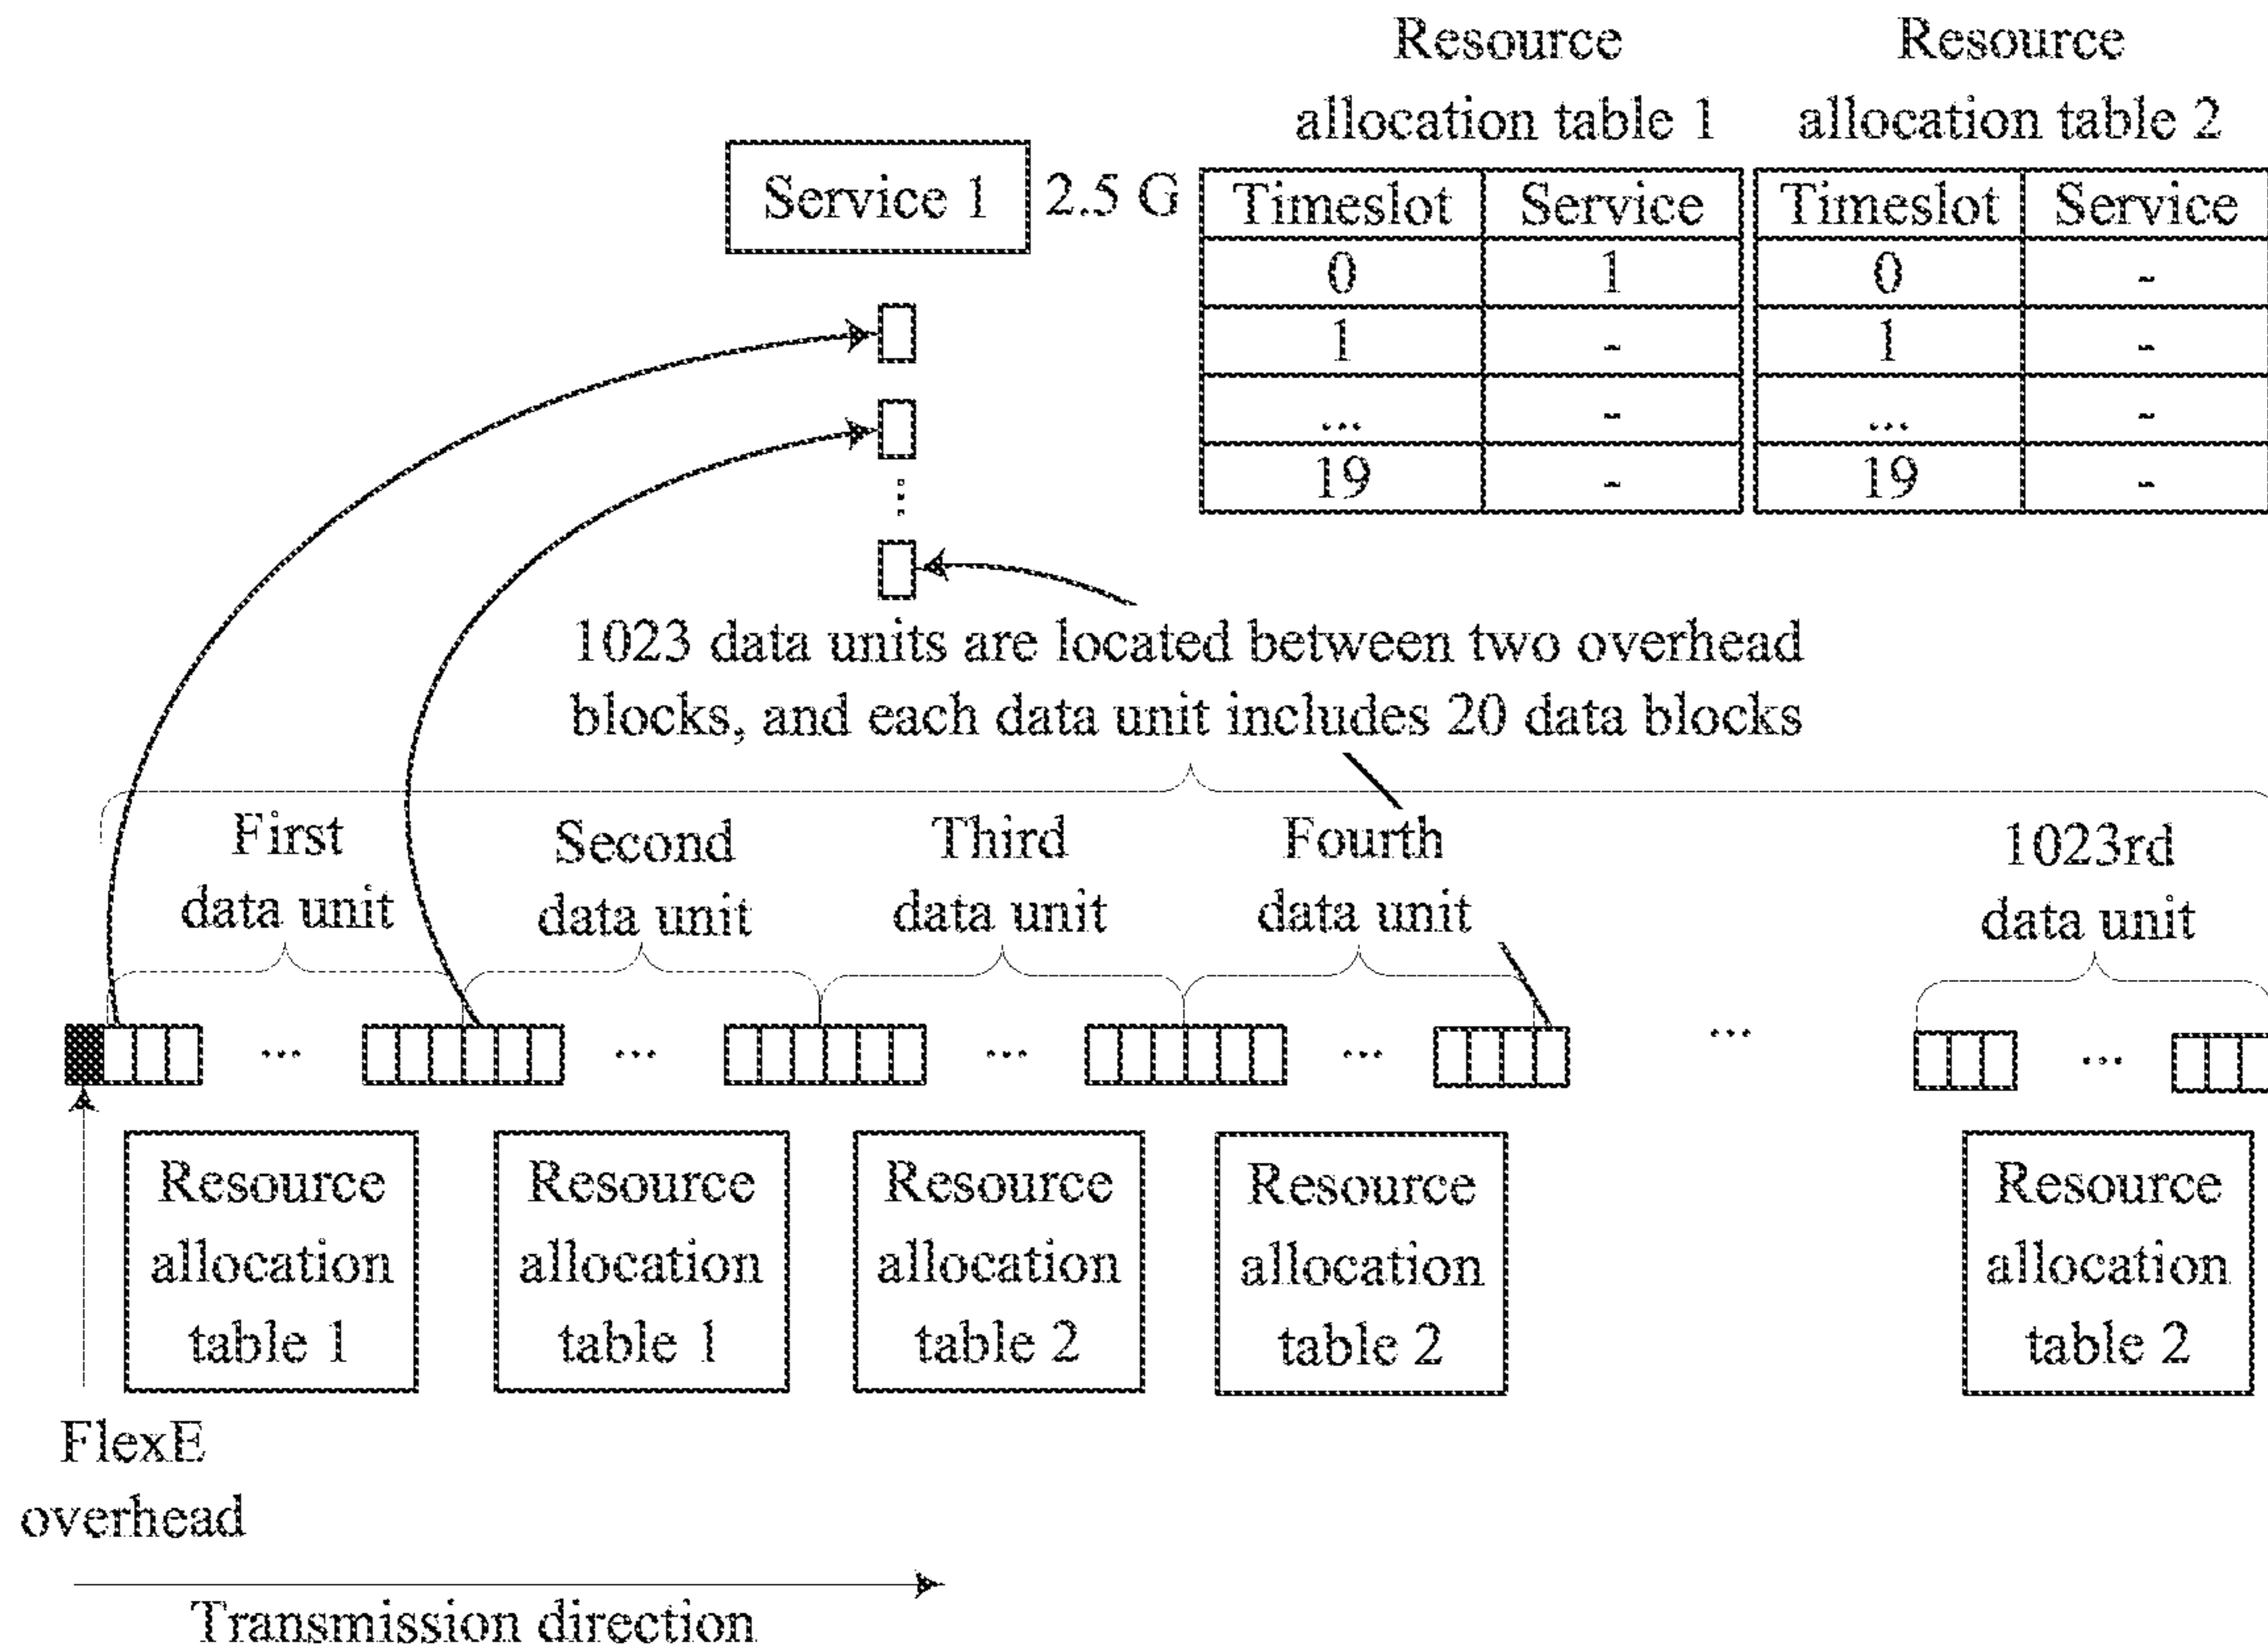 Resource allocation table 1
Resource allocation table 2
Service 1
2.5 G
Timeslot Service Timeslot Service
0 1 0 -
1 - 1 -
... - ... -
19 - 19 -
1023 data units are located between two overhead
blocks, and each data unit includes 20 data blocks
First
data unit
Second
data unit
Third
data unit
Fourth
data unit
1023rd
data unit
... ... ... ... ... ...
Resource
allocation
table 1
Resource
allocation
table 1
Resource
allocation
table 2
Resource
allocation
table 2
Resource
allocation
table 2
FlexE
overhead
Transmission direction